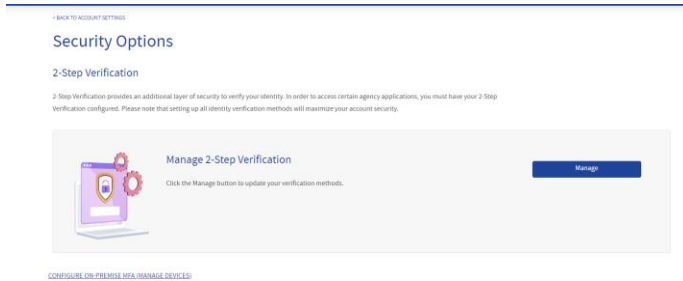 < BACK TO ACCOUNT SETTINGS
Security Options
2-Step Verification
2-Step Verification provides an additional layer of security to verify your identity. In order to access certain agency applications, you must have your 2-Step
Verification configured. Please note that setting up all identity verification methods will maximize your account security.
Manage 2-Step Verification
Manage
Click the Manage button to update your verification methods.
CONFIGURE ON-PREMISE MFA (MANAGE DEVICES)